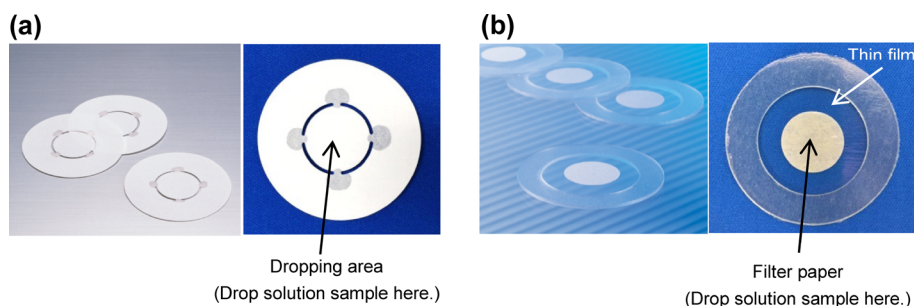 (a)
(b)
Thin film
Dropping area
(Drop solution sample here.)
Filter paper
(Drop solution sample here.)